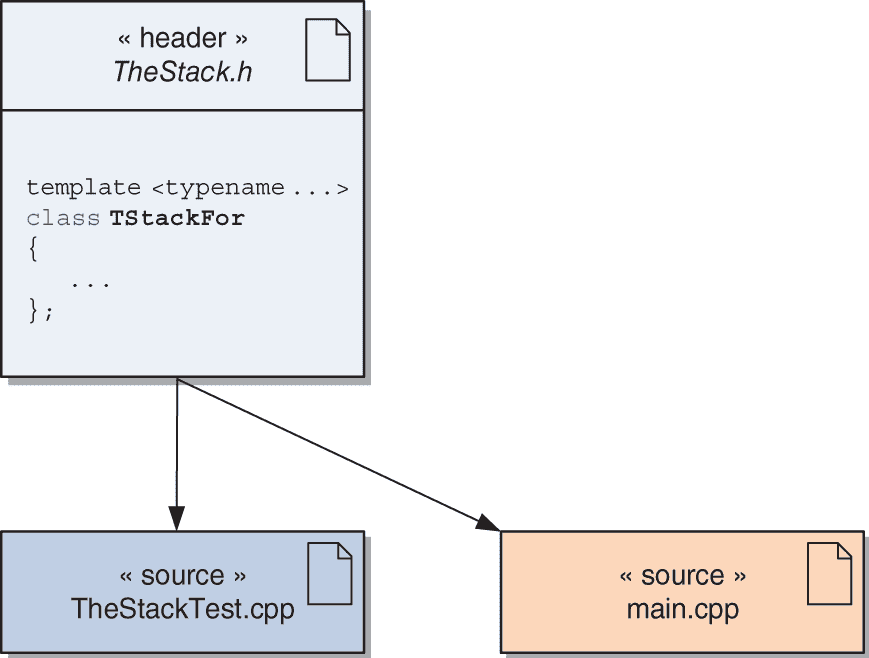 « header »
TheStack.h
template <typename ...>
class TStackFor
{
...
};
« source »
TheStackTest.cpp
« source »
main.cpp